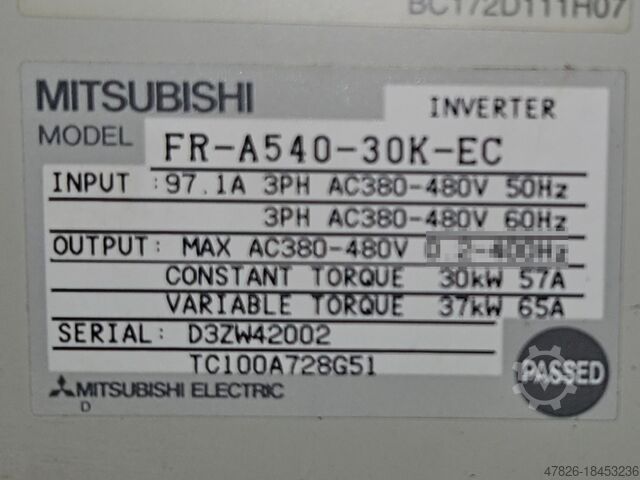 BC172D111H07
MITSUBISHI
INVERTER
MODEL FR-A540-30K-EC
INPUT :97.1A 3PH AC380-480V 50Hz
3PH AC380-480V 60Hz
OUTPUT: MAX AC380-480V
CONSTANT TORQUE 30kW 57A
VARIABLE TORQUE 37kW 65A
SERIAL: D3ZW42002
TC100A728G51
PASSED
MITSUBISHI ELECTRIC
D
47826-18453236